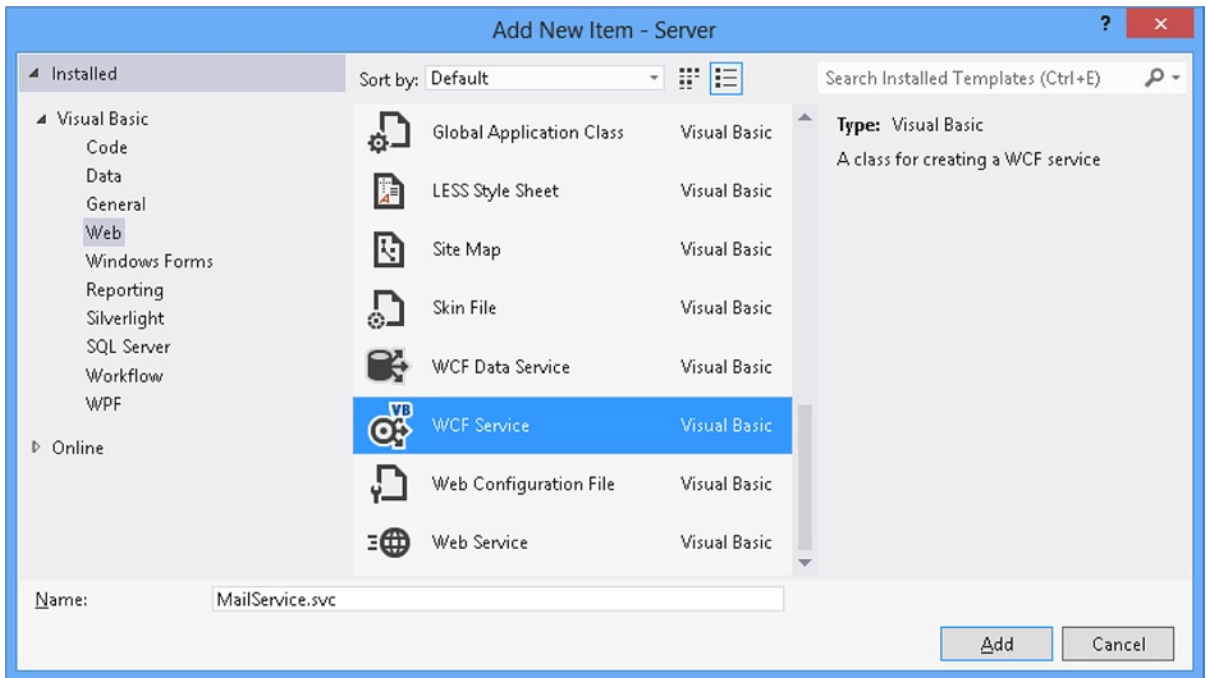 Add New Item - Server
?
Installed
Sort by: Default
Search Installed Templates (Ctrl+E)
Visual Basic
Code
Data
General
Web
Windows Forms
Reporting
Silverlight
SQL Server
Workflow
WPF
Online
Global Application Class Visual Basic
LESS Style Sheet Visual Basic
Site Map Visual Basic
Skin File Visual Basic
WCF Data Service Visual Basic
VB
WCF Service Visual Basic
Web Configuration File Visual Basic
Web Service Visual Basic
Type: Visual Basic
A class for creating a WCF service
Name: MailService.svc
Add Cancel